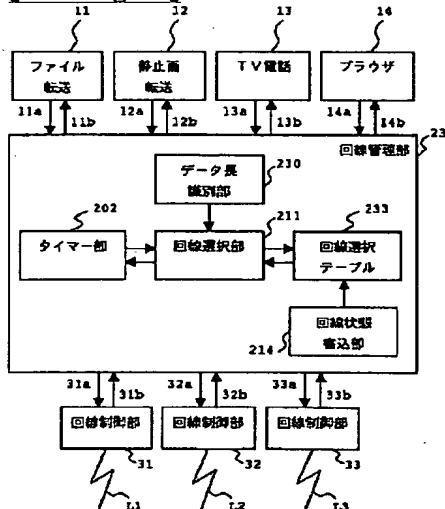 11
12
13
14
ファイル
転送
静止画
転送
TV電話
ブラウザ
11a
11b
12a
12b
13a
13b
14a
14b
回線管理部
データ長
識別部
230
202
211
233
タイマー部
回線選択部
回線選択
テーブル
回線状態
書込部
214
31a
31b
32a
32b
33a
33b
回線制御部
回線制御部
回線制御部
31
32
33
L1
L2
L3